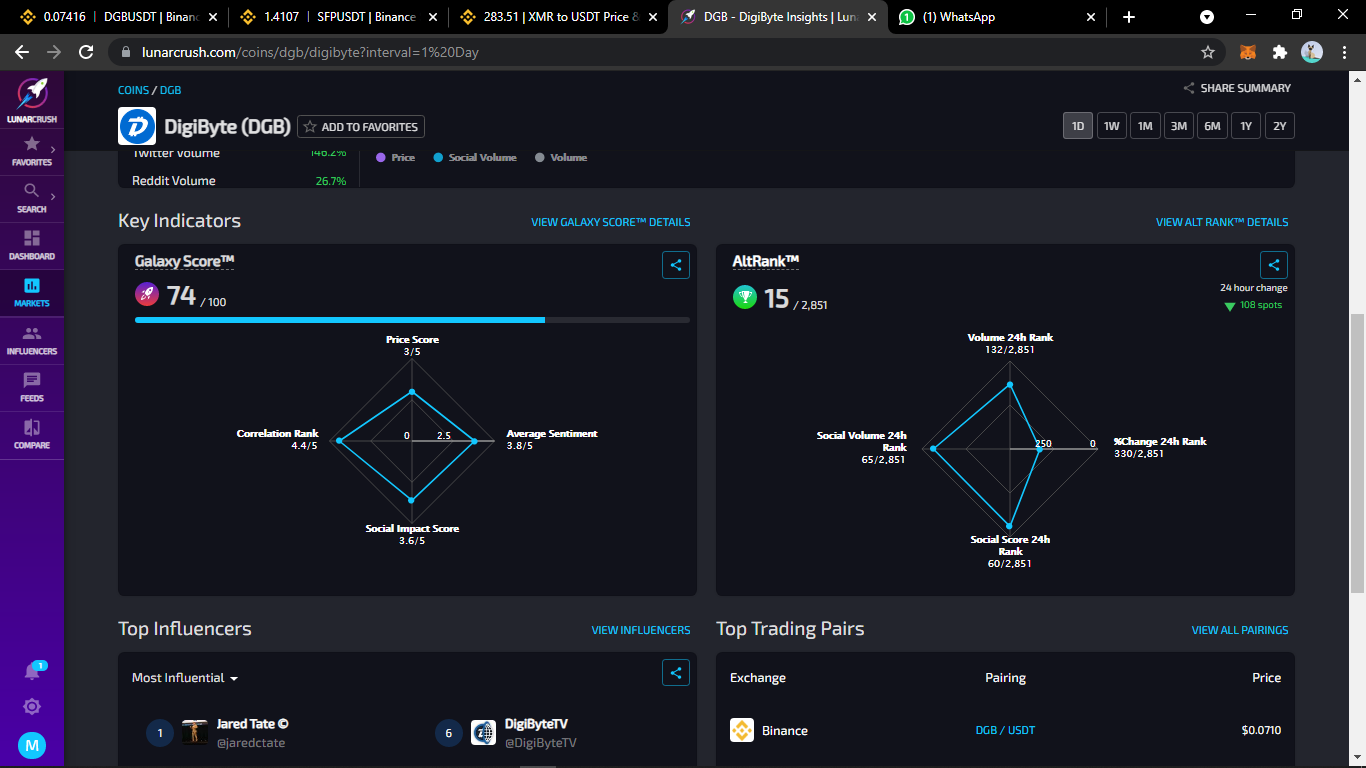 0.07416 | DGBUSDT | Binan
1.4107 | SFPUSDT | Binance
283.51 | XMR to USDT Price &
DGB - DigiByte Insights | Luna
(1) WhatsApp
lunarcrush.com/coins/dgb/digibyte?interval=1%20Day
LUNARCRUSH
FAVORITES
SEARCH
DASHBOARD
MARKETS
INFLUENCERS
FEEDS
COMPARE
1
M
COINS / DGB
SHARE SUMMARY
DigiByte (DGB)
ADD TO FAVORITES
1D 1W 1M 3M 6M 1Y 2Y
Twitter Volume 146.2%
Reddit Volume 26.7%
Price Social Volume Volume
Key Indicators
VIEW GALAXY SCORE™ DETAILS
VIEW ALT RANK™ DETAILS
Galaxy Score™
74 / 100
Price Score
3/5
Correlation Rank
4.4/5
0 2.5
Average Sentiment
3.8/5
Social Impact Score
3.6/5
AltRank™
15 / 2,851
24 hour change
108 spots
Volume 24h Rank
132/2,851
Social Volume 24h
Rank
65/2,851
250 0
%Change 24h Rank
330/2,851
Social Score 24h
Rank
60/2,851
Top Influencers
VIEW INFLUENCERS
Most Influential
1 Jared Tate ©
@jaredctate
6 DigiByteTV
@DigiByteTV
Top Trading Pairs
VIEW ALL PAIRINGS
Exchange Pairing Price
Binance DGB / USDT $0.0710